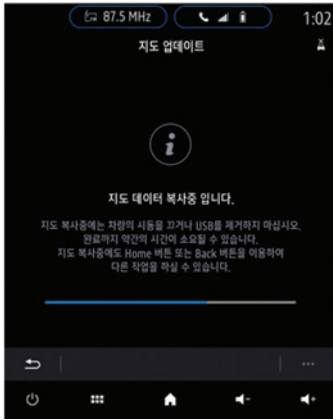 87.5 MHz
1:02
지도 업데이트
지도 데이터 복사중 입니다.
지도 복사중에는 차량의 시동을 끄거나 USB를 제거하지 마십시오.
완료까지 약간의 시간이 소요될 수 있습니다.
지도 복사중에도 Home 버튼 또는 Back 버튼을 이용하여
다른 작업을 하실 수 있습니다.